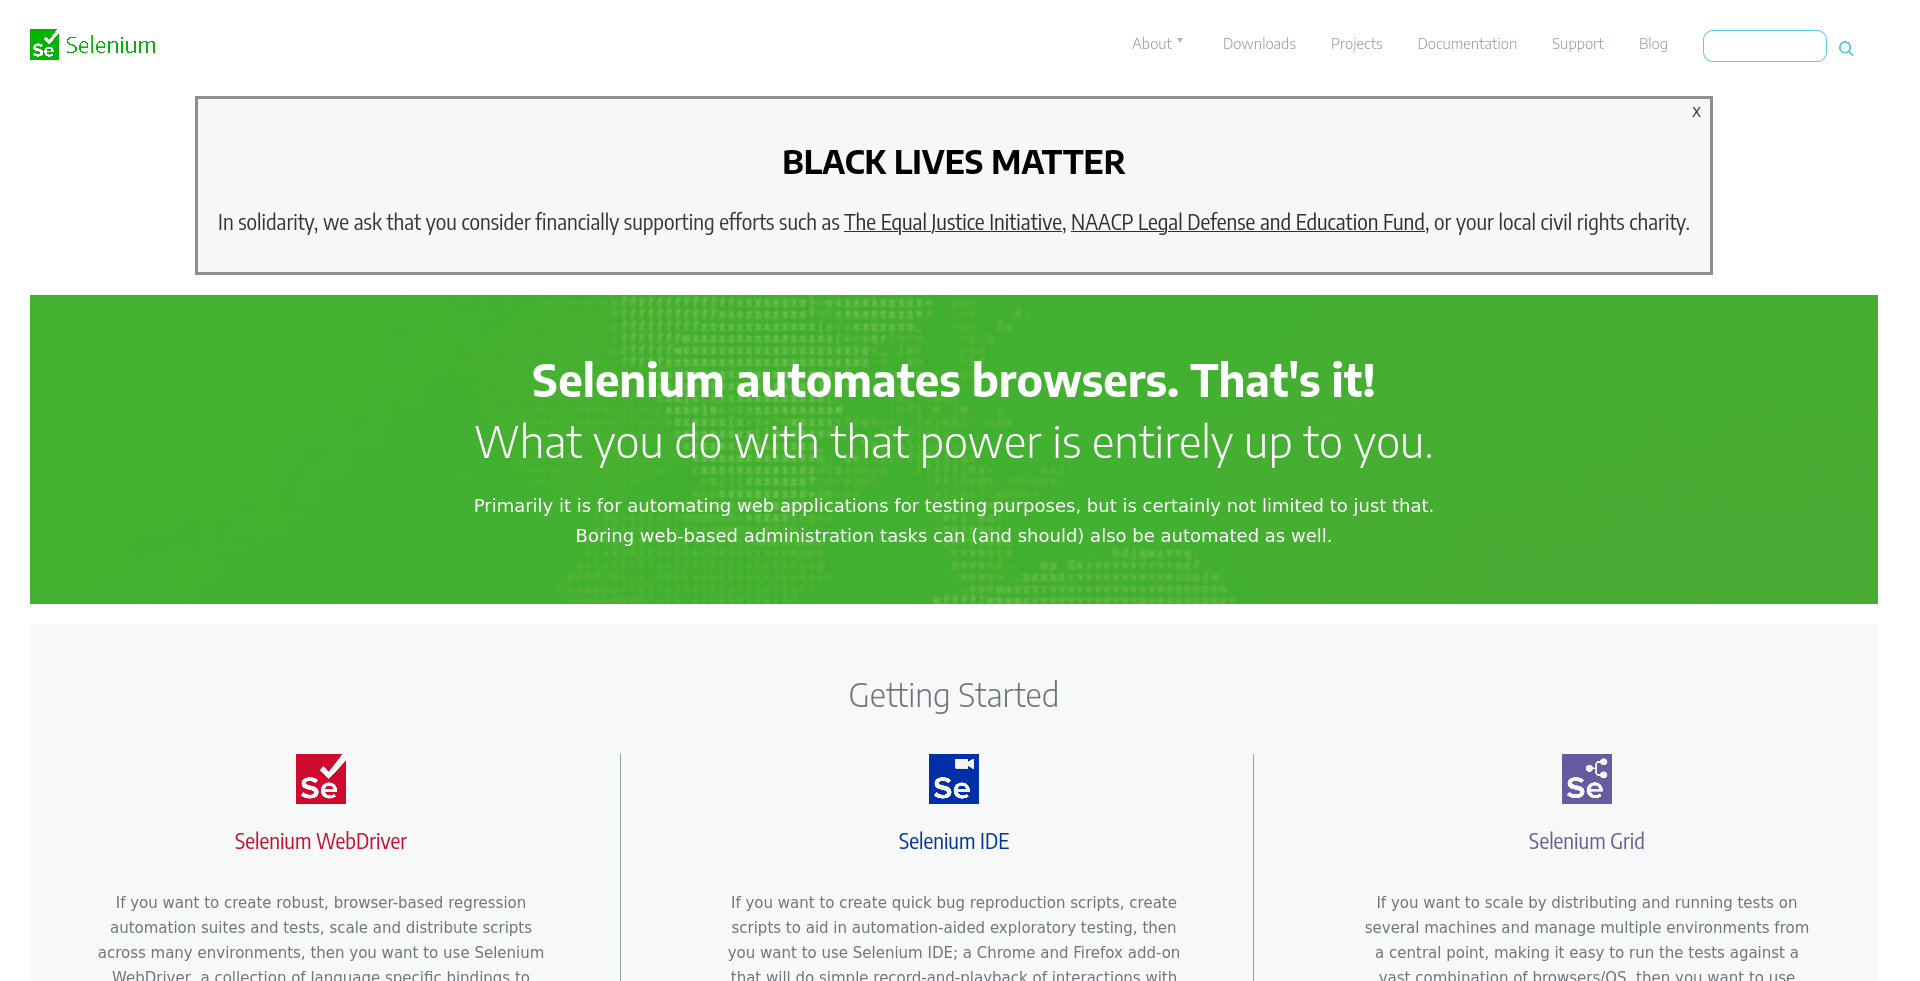 Se Selenium
About Downloads Projects Documentation Support Blog
X
BLACK LIVES MATTER
In solidarity, we ask that you consider financially supporting efforts such as The Equal Justice Initiative, NAACP Legal Defense and Education Fund, or your local civil rights charity.
Selenium automates browsers. That's it!
What you do with that power is entirely up to you.
Primarily it is for automating web applications for testing purposes, but is certainly not limited to just that.
Boring web-based administration tasks can (and should) also be automated as well.
Getting Started
Se
Selenium WebDriver
If you want to create robust, browser-based regression
automation suites and tests, scale and distribute scripts
across many environments, then you want to use Selenium
WebDriver, a collection of language specific bindings to
Se
Selenium IDE
If you want to create quick bug reproduction scripts, create
scripts to aid in automation-aided exploratory testing, then
you want to use Selenium IDE; a Chrome and Firefox add-on
that will do simple record-and-playback of interactions with
Se
Selenium Grid
If you want to scale by distributing and running tests on
several machines and manage multiple environments from
a central point, making it easy to run the tests against a
vast combination of browsers/OS, then you want to use